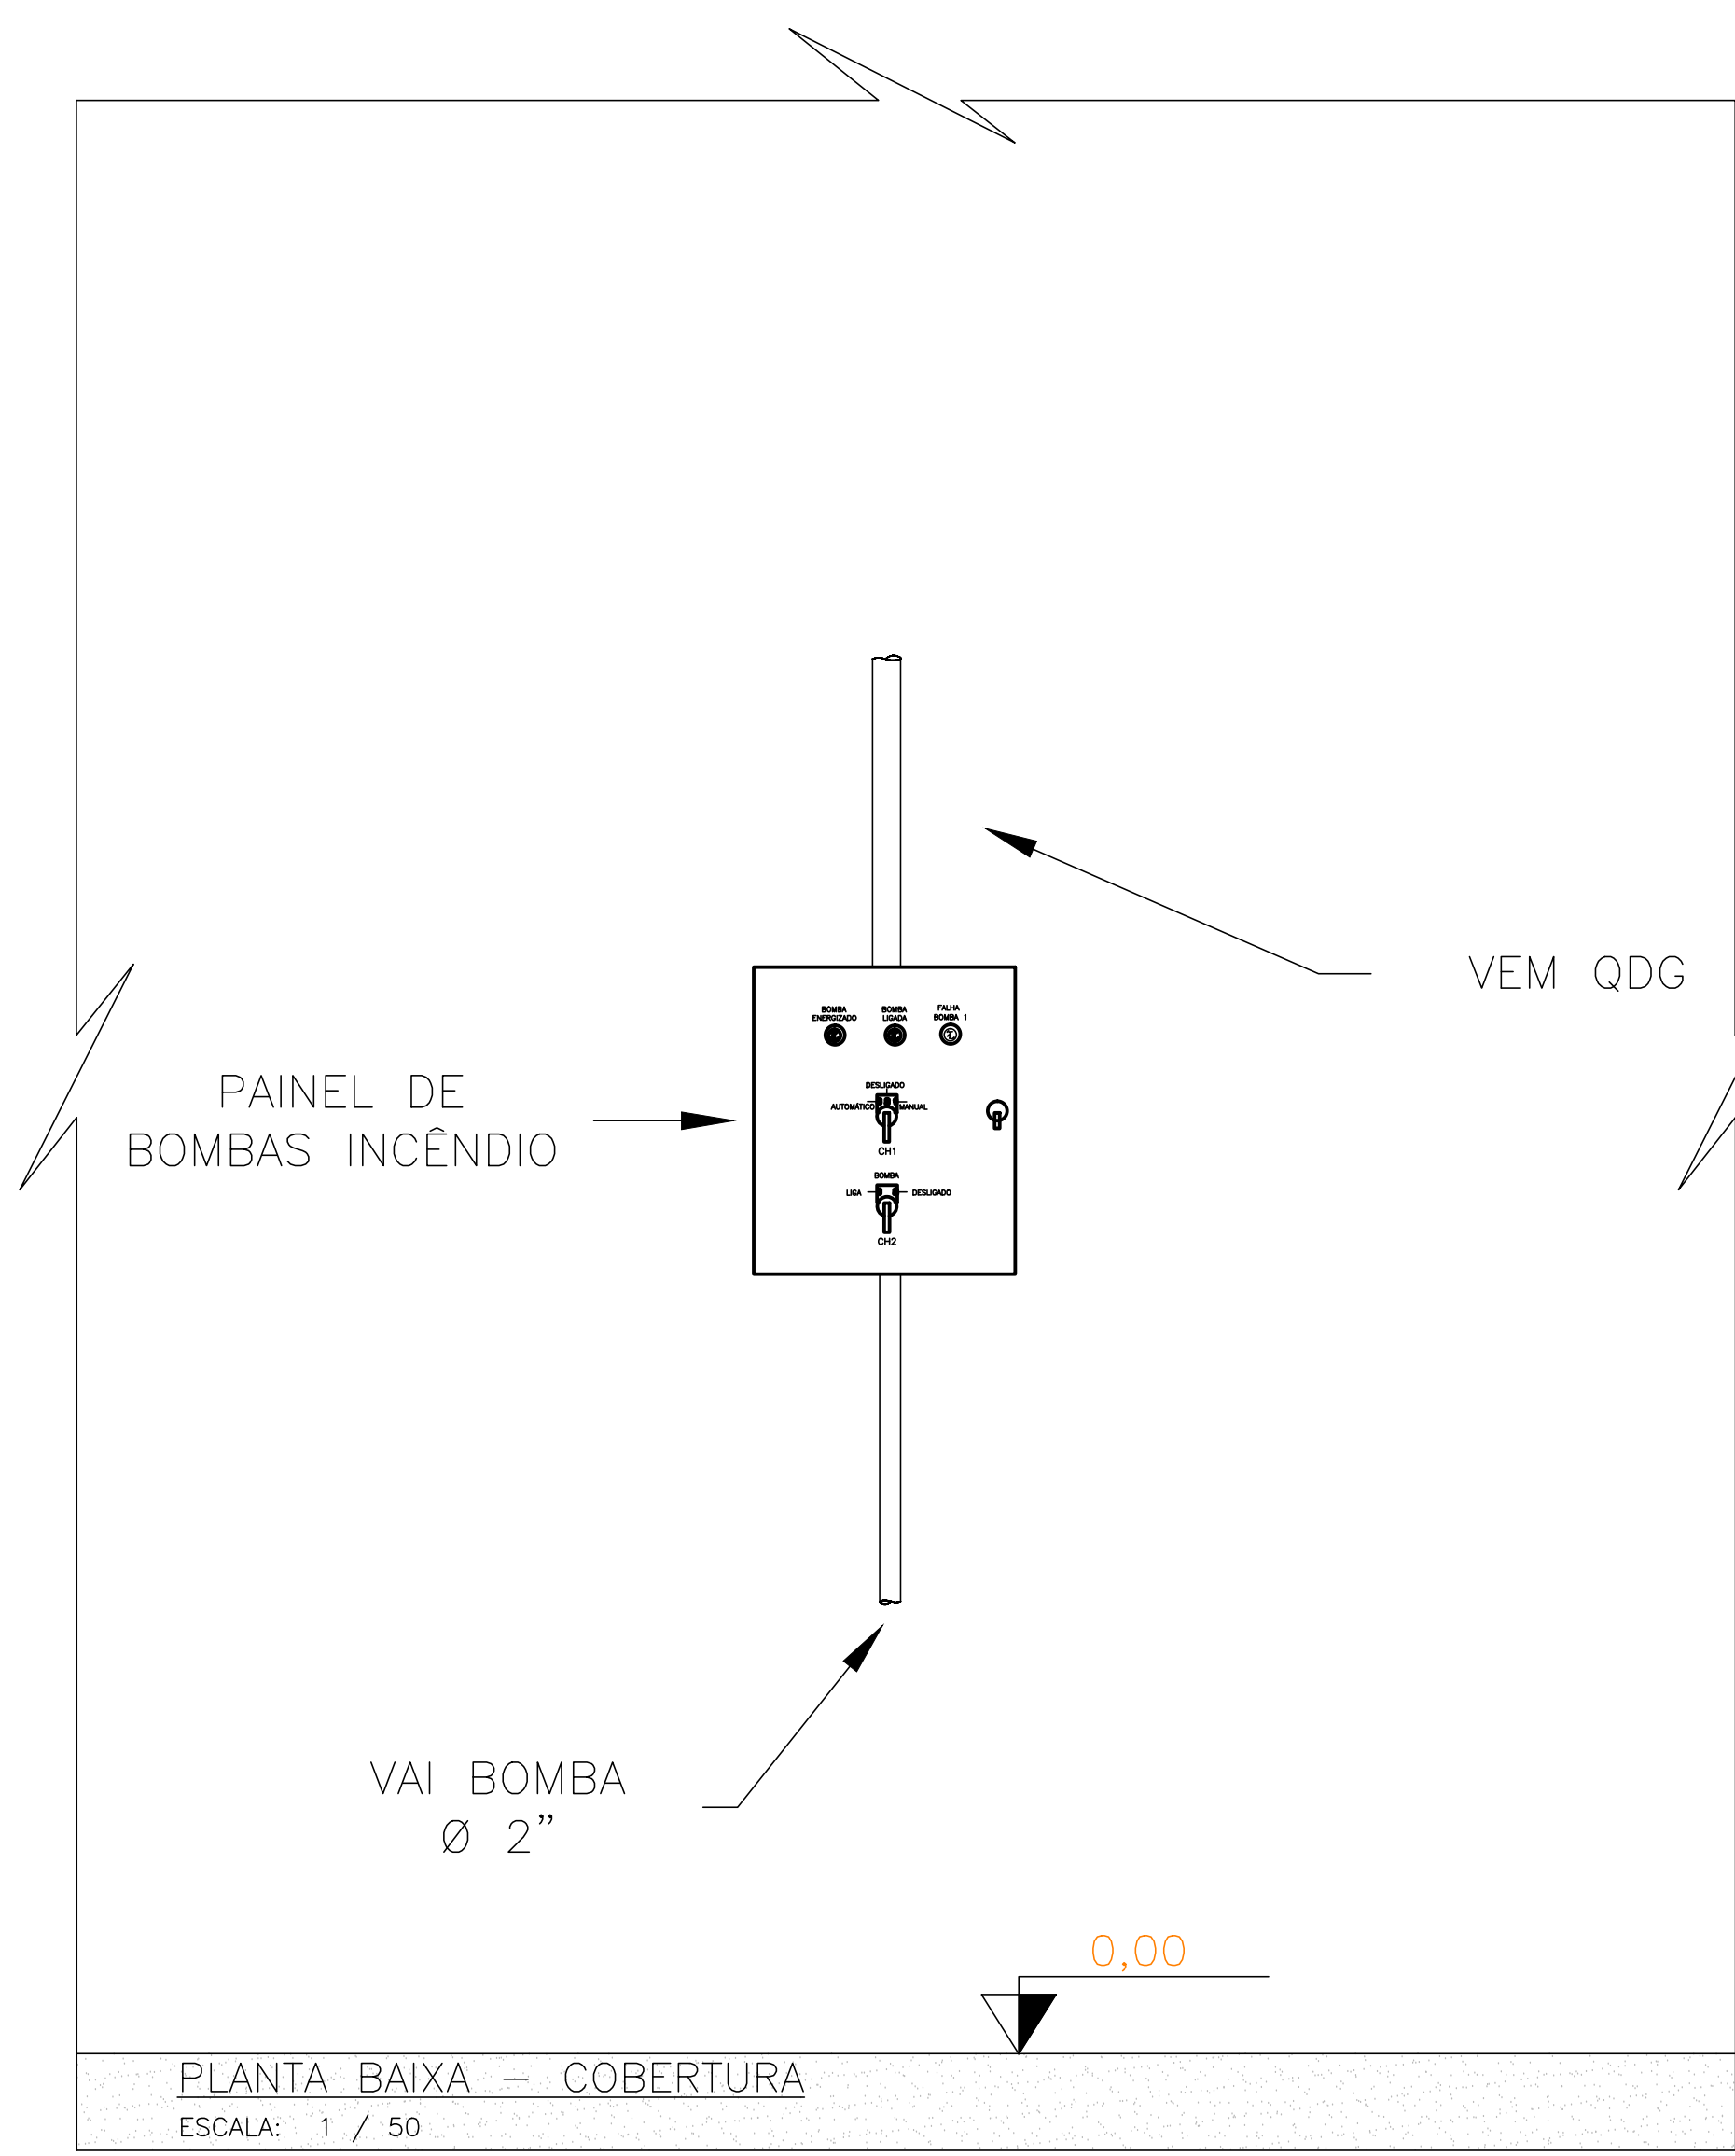 VEM QDG
BOMBA
ENERGIZADO
BOMBA
LIGADA
FALHA
BOMBA 1
PAINEL DE
BOMBAS INCÊNDIO
DESLIGADO
AUTOMÁTICO
MANUAL
CH1
BOMBA
LIGA
DESLIGADO
CH2
VAI BOMBA
Ø 2”
0,00
PLANTA BAIXA – COBERTURA
ESCALA: 1 / 50